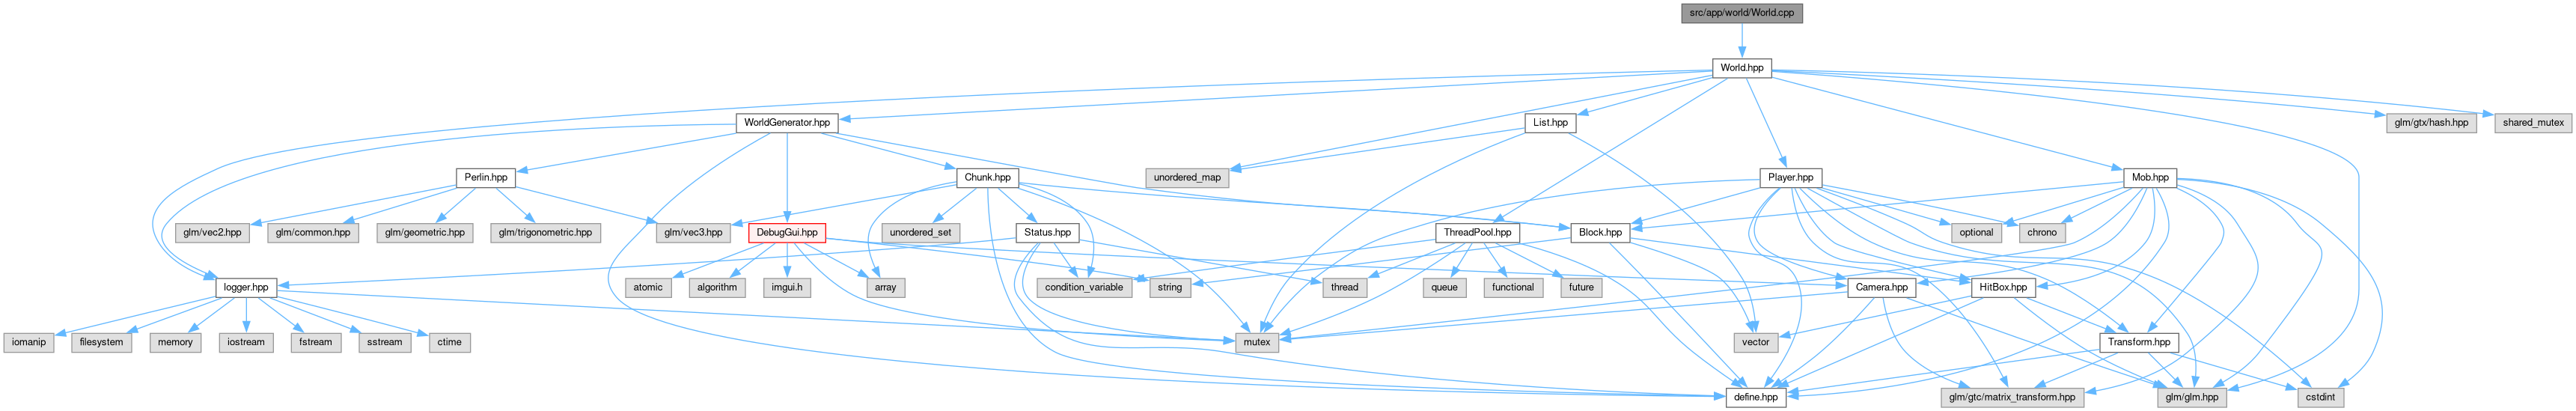 src/app/world/World.cpp
World.hpp
WorldGenerator.hpp
List.hpp
glm/gtx/hash.hpp
shared_mutex
Perlin.hpp
Chunk.hpp
unordered_map
Player.hpp
Mob.hpp
glm/vec2.hpp
glm/common.hpp
glm/geometric.hpp
glm/trigonometric.hpp
glm/vec3.hpp
DebugGui.hpp
unordered_set
Status.hpp
ThreadPool.hpp
Block.hpp
optional
chrono
logger.hpp
atomic
algorithm
imgui.h
array
condition_variable
string
thread
queue
functional
future
Camera.hpp
HitBox.hpp
iomanip
filesystem
memory
iostream
fstream
sstream
ctime
mutex
vector
Transform.hpp
define.hpp
glm/gtc/matrix_transform.hpp
glm/glm.hpp
cstdint